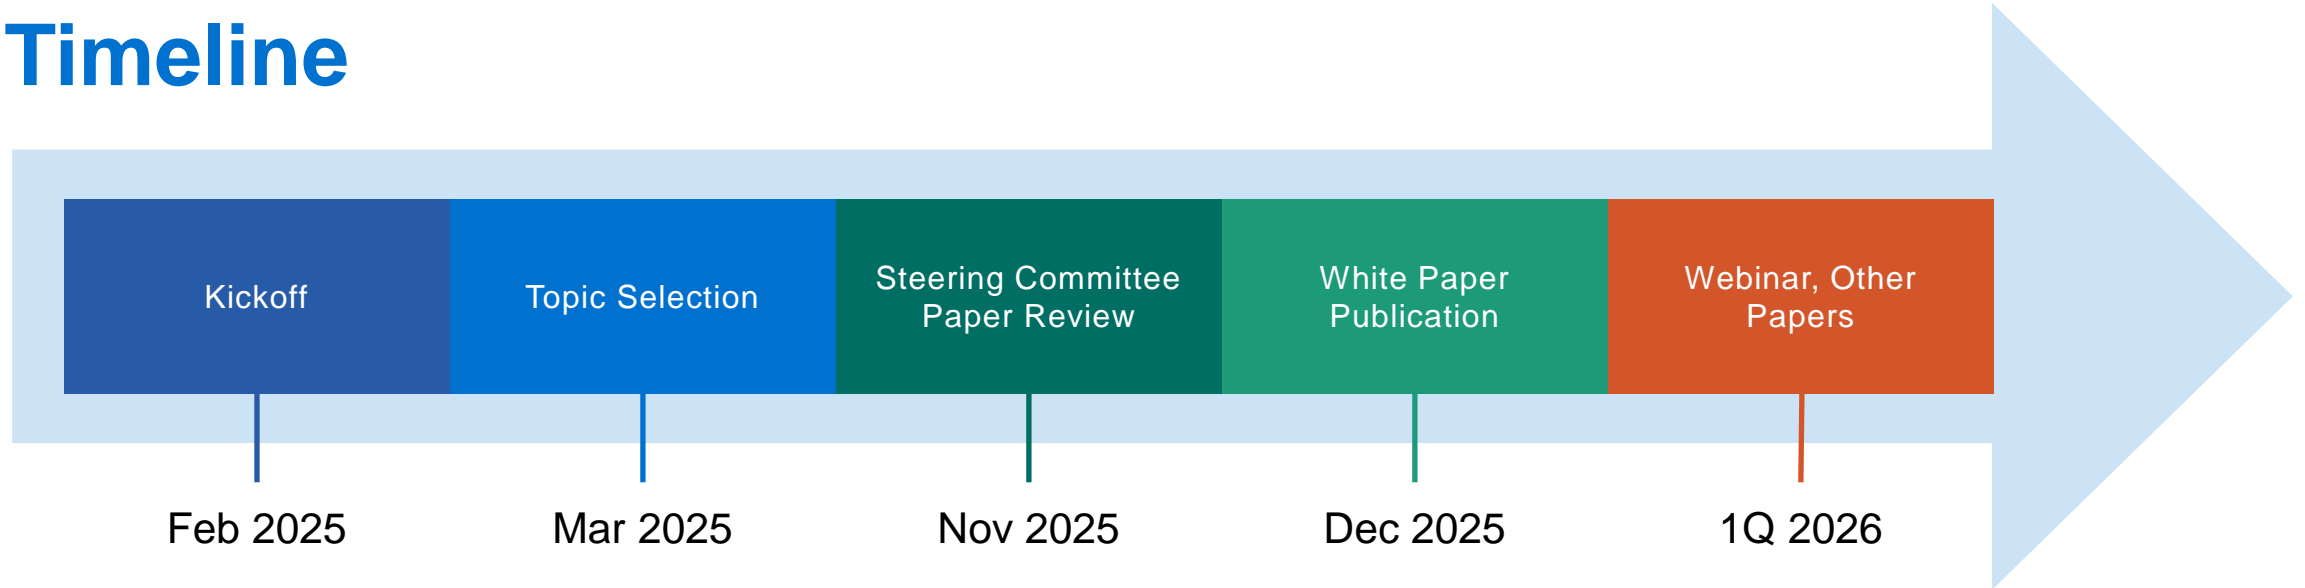 Timeline
Kickoff
Topic Selection
Steering Committee
Paper Review
White Paper
Publication
Webinar, Other
Papers
Feb 2025
Mar 2025
Nov 2025
Dec 2025
1Q 2026